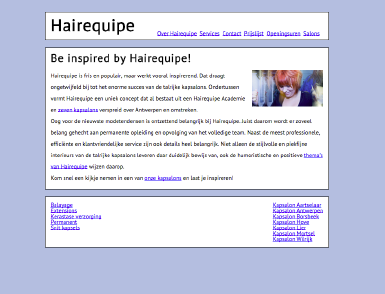 Hairequipe
Over Hairequipe Services Contact Prijslijst Openingsuren Salons
Be inspired by Hairequipe!
Hairequipe is fris en populair, maar werkt vooral inspirerend. Dat draagt
ongetwijfeld bij tot het enorme succes van de talrijke kapsalons. Ondertussen
vormt Hairequipe een uniek concept dat al bestaat uit een Hairequipe Academie
en zeven kapsalons verspreid over Antwerpen en omstreken.
Oog voor de nieuwste modetendensen is ontzettend belangrijk bij Hairequipe. Juist daarom wordt er zoveel
belang gehecht aan permanente opleiding en opvolging van het volledige team. Naast de meest professionele,
efficiënte en klantvriendelijke service zijn ook details heel belangrijk. Niet alleen de stijlvolle en piekfijne
interieurs van de talrijke kapsalons leveren daar duidelijk bewijs van, ook de humoristische en positieve thema's
van Hairequipe wijzen daarop.
Kom snel een kijkje nemen in een van onze kapsalons en laat je inspireren!
Balayage
Extensions
Kerastase verzorging
Permanent
Snit kapsels
Kapsalon Aartselaar
Kapsalon Antwerpen
Kapsalon Borsbeek
Kapsalon Hove
Kapsalon Lier
Kapsalon Mortsel
Kapsalon Wilrijk